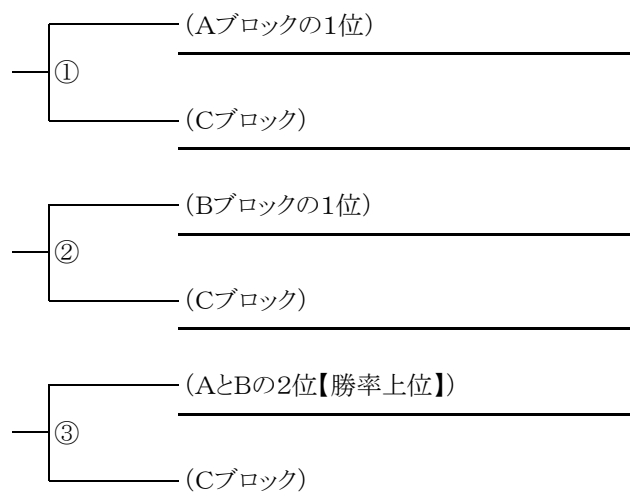 (Aブロックの1位)
①
(Cブロック)
(Bブロックの1位)
②
(Cブロック)
(AとBの2位【勝率上位】)
③
(Cブロック)